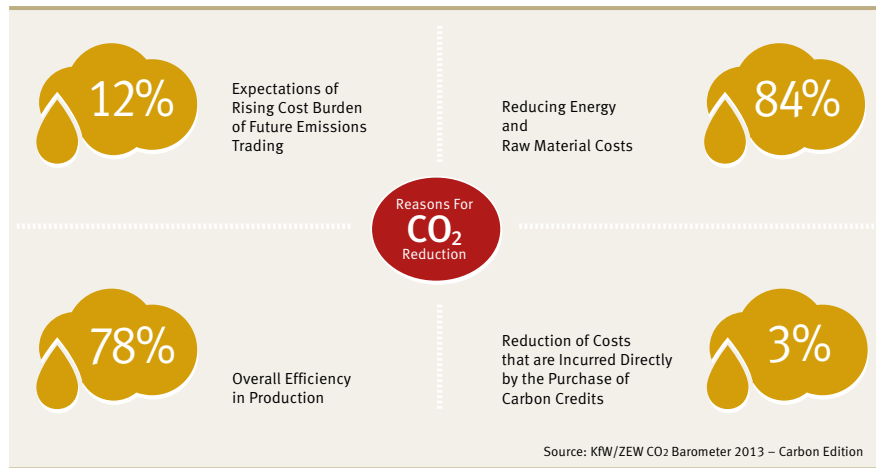 12%
Expectations of
Rising Cost Burden
of Future Emissions
Trading
Reducing Energy
and
Raw Material Costs
84%
Reasons For
CO₂
Reduction
78%
Overall Efficiency
in Production
Reduction of Costs
that are Incurred Directly
by the Purchase of
Carbon Credits
3%
Source: KfW/ZEW CO2 Barometer 2013 – Carbon Edition